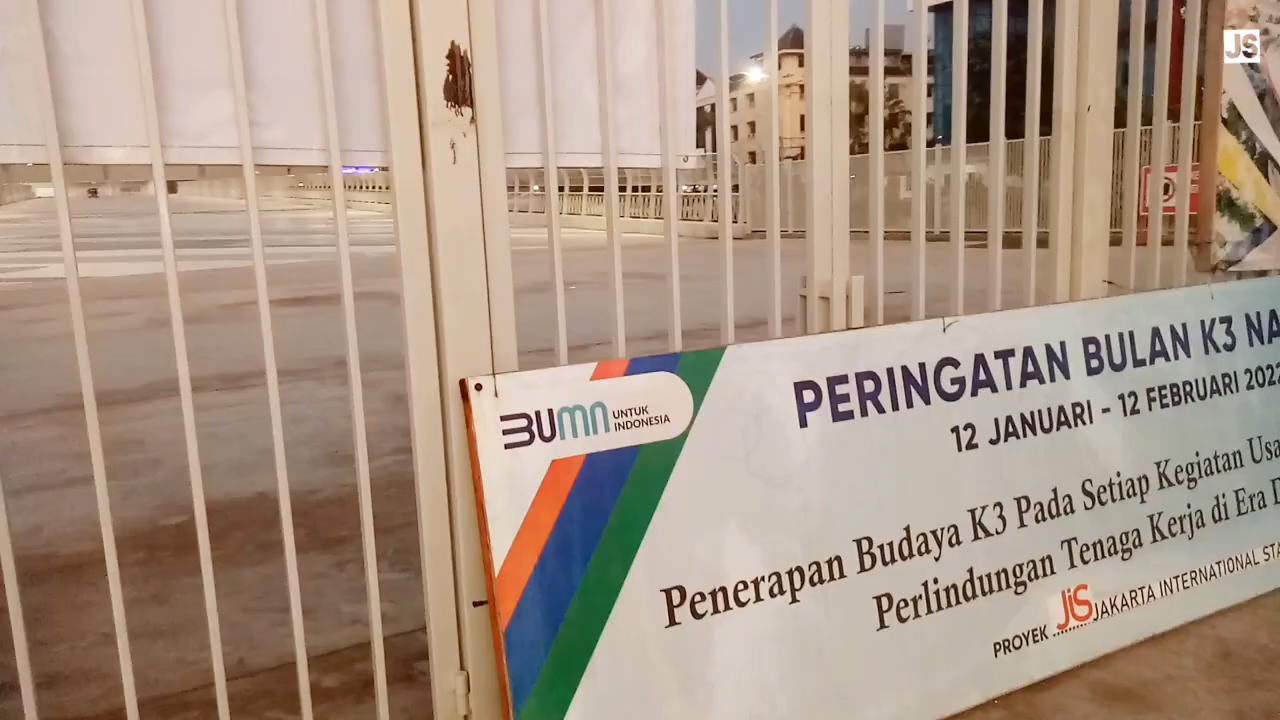 JS
BUMN UNTUK
INDONESIA
PERINGATAN BULAN K3 NA
12 JANUARI - 12 FEBRUARI 2022
Penerapan Budaya K3 Pada Setiap Kegiatan Usa
Perlindungan Tenaga Kerja di Era D
PROYEK JIS JAKARTA INTERNATIONAL STA